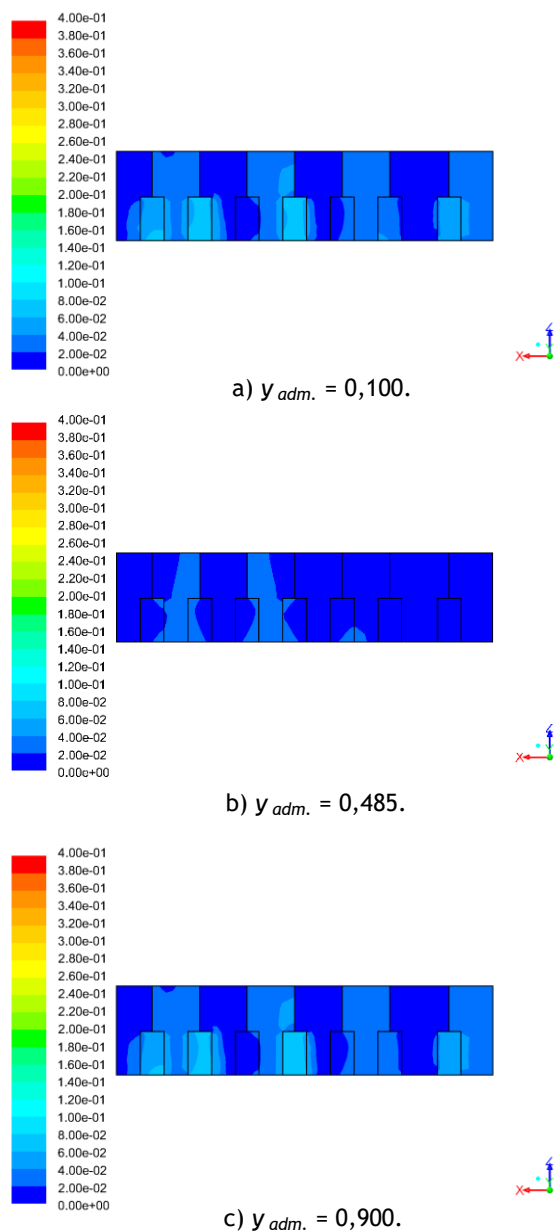 4.00e-01
3.80e-01
3.60e-01
3.40e-01
3.20e-01
3.00e-01
2.80e-01
2.60e-01
2.40e-01
2.20e-01
2.00e-01
1.80e-01
1.60e-01
1.40e-01
1.20e-01
1.00e-01
8.00e-02
6.00e-02
4.00e-02
2.00e-02
0.00e+00
Z
Y
X
a) y adm. = 0,100.
4.00e-01
3.80e-01
3.60e-01
3.40e-01
3.20e-01
3.00e-01
2.80e-01
2.60e-01
2.40e-01
2.20e-01
2.00e-01
1.80e-01
1.60e-01
1.40e-01
1.20e-01
1.00e-01
8.00e-02
6.00e-02
4.00e-02
2.00e-02
0.00e+00
Z
Y
X
b) y adm. = 0,485.
4.00e-01
3.80e-01
3.60e-01
3.40e-01
3.20e-01
3.00e-01
2.80e-01
2.60e-01
2.40e-01
2.20e-01
2.00e-01
1.80e-01
1.60e-01
1.40e-01
1.20e-01
1.00e-01
8.00e-02
6.00e-02
4.00e-02
2.00e-02
0.00e+00
Z
Y
X
c) y adm. = 0,900.